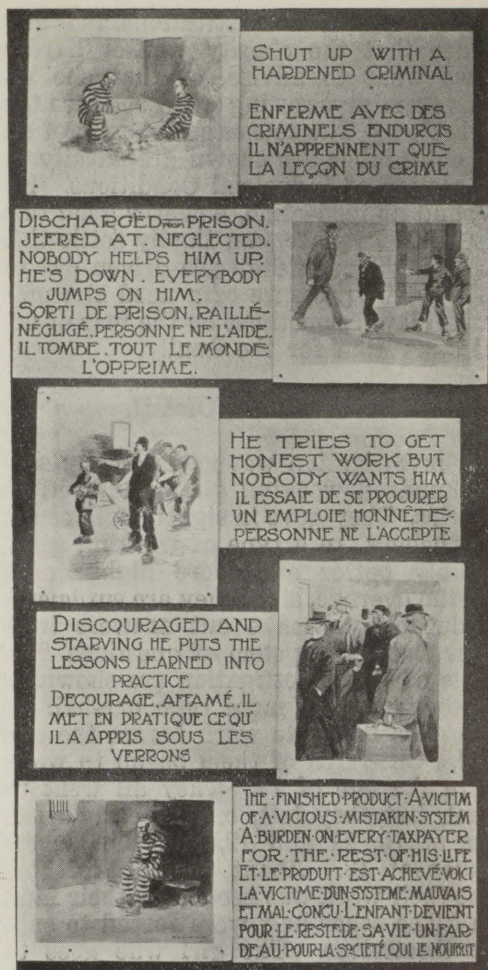 SHUT UP WITH A
HARDENED CRIMINAL
ENFERME AVEC DES
CRIMINELS ENDURCIS
IL N'APPRENNENT QUE
LA LEÇON DU CRIME
DISCHARGED FROM PRISON.
JEERED AT. NEGLECTED.
NOBODY HELPS HIM UP.
HE'S DOWN. EVERYBODY
JUMPS ON HIM.
SORTI DE PRISON, RAILLÉ-
NÉGLIGÉ. PERSONNE NE L'AIDE.
IL TOMBE. TOUT LE MONDE
L'OPPRIME.
HE TRIES TO GET
HONEST WORK BUT
NOBODY WANTS HIM
IL ESSAIE DE SE PROCURER
UN EMPLOIE HONNÊTE:
PERSONNE NE L'ACCEPTE
DISCOURAGED AND
STARVING HE PUTS THE
LESSONS LEARNED INTO
PRACTICE
DECOURAGE, AFFAMÉ, IL
MET EN PRATIQUE CE QU'
IL A APPRIS SOUS LES
VERRONS
THE·FINISHED·PRODUCT·A·VICTIM
OF·A·VICIOUS·MISTAKEN·SYSTEM
A·BURDEN·ON·EVERY·TAXPAYER
FOR·THE·REST·OF·HIS·LIFE
ET·LE·PRODUIT·EST·ACHEVÉ·VOICI
LA VICTIME·D'UN·SYSTEME·MAUVAIS
ET·MAL·CONCU·L'ENFANT·DEVIENT
POUR·LE·RESTE·DE·SA·VIE·UN·FAR-
DEAU·POUR·LA·SOCIETÉ·QUI·LE·NOURRIT